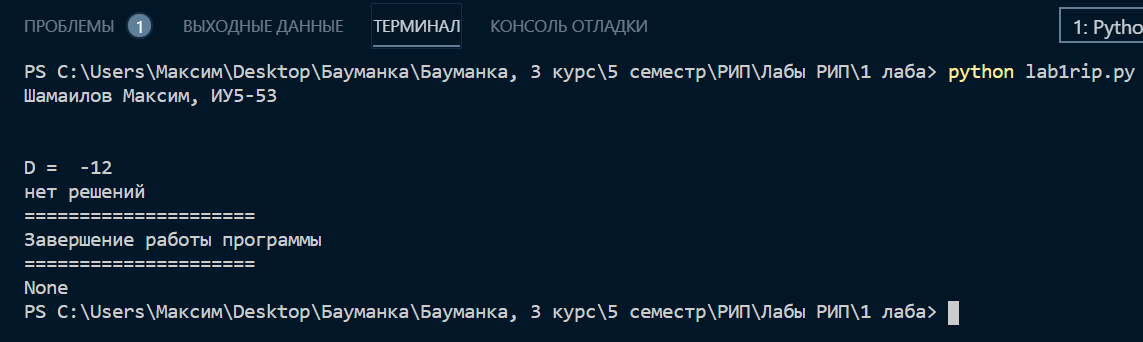 ПРОБЛЕМЫ 1 ВЫХОДНЫЕ ДАННЫЕ ТЕРМИНАЛ КОНСОЛЬ ОТЛАДКИ 1: Pytho
PS C:\Users\Максим\Desktop\Бауманка\Бауманка, 3 курс\5 семестр\РИП\Лабы РИП\1 лаба> python lab1rip.py
Шамаилов Максим, ИУ5-53
D =  -12
нет решений
=====================
Завершение работы программы
=====================
None
PS C:\Users\Максим\Desktop\Бауманка\Бауманка, 3 курс\5 семестр\РИП\Лабы РИП\1 лаба>